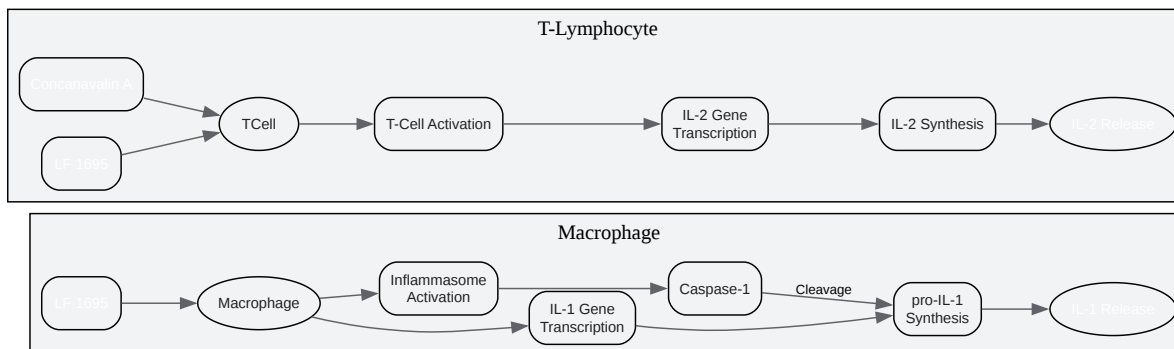 T-Lymphocyte
Concanavalin A
LF 1695
TCell
T-Cell Activation
IL-2 Gene
Transcription
IL-2 Synthesis
IL-2 Release
Macrophage
LF 1695
Macrophage
Inflammasome
Activation
IL-1 Gene
Transcription
Caspase-1
Cleavage
pro-IL-1
Synthesis
IL-1 Release